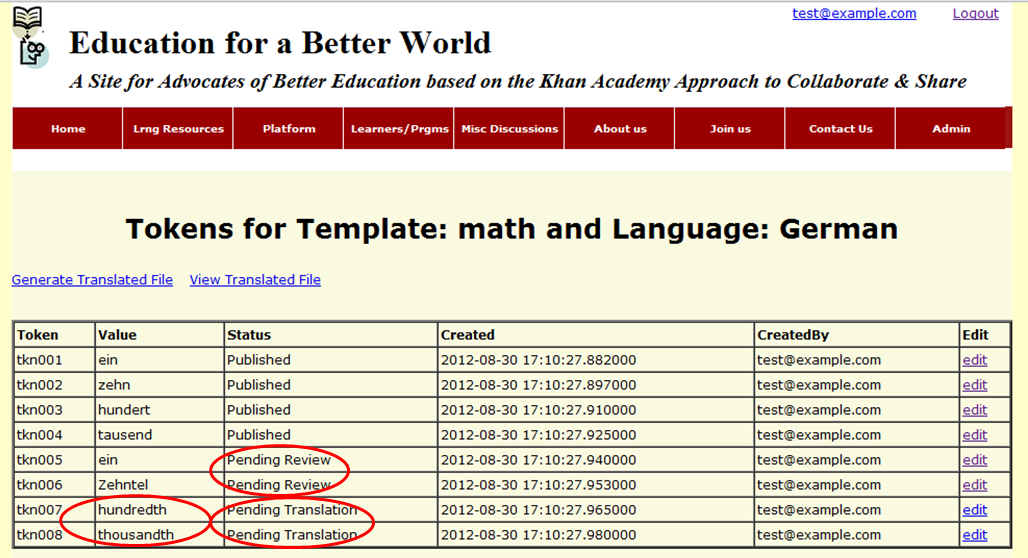 test@example.com Logout
Education for a Better World
A Site for Advocates of Better Education based on the Khan Academy Approach to Collaborate & Share
Home Lrng Resources Platform Learners/Prgms Misc Discussions About us Join us Contact Us Admin
Tokens for Template: math and Language: German
Generate Translated File View Translated File
Token Value Status Created CreatedBy Edit
tkn001 ein Published 2012-08-30 17:10:27.882000 test@example.com edit
tkn002 zehn Published 2012-08-30 17:10:27.897000 test@example.com edit
tkn003 hundert Published 2012-08-30 17:10:27.910000 test@example.com edit
tkn004 tausend Published 2012-08-30 17:10:27.925000 test@example.com edit
tkn005 ein Pending Review 2012-08-30 17:10:27.940000 test@example.com edit
tkn006 Zehntel Pending Review 2012-08-30 17:10:27.953000 test@example.com edit
tkn007 hundredth Pending Translation 2012-08-30 17:10:27.965000 test@example.com edit
tkn008 thousandth Pending Translation 2012-08-30 17:10:27.980000 test@example.com edit